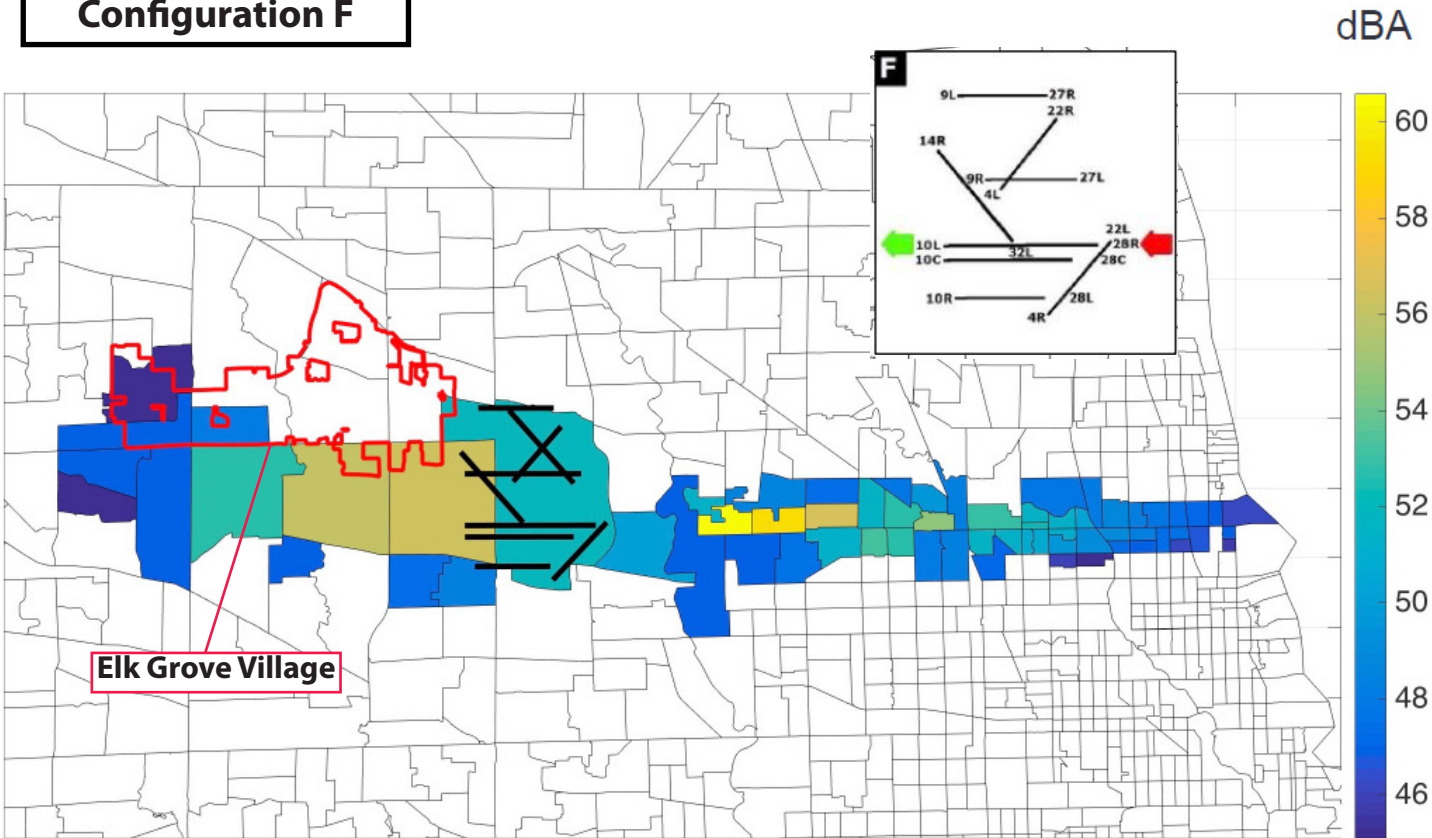 Configuration F
dBA
F
9L 27R
22R
14R
9R 27L
4L
22L
10L 28R
32L
10C 28C
10R 28L
4R
60
58
56
54
52
50
48
46
Elk Grove Village